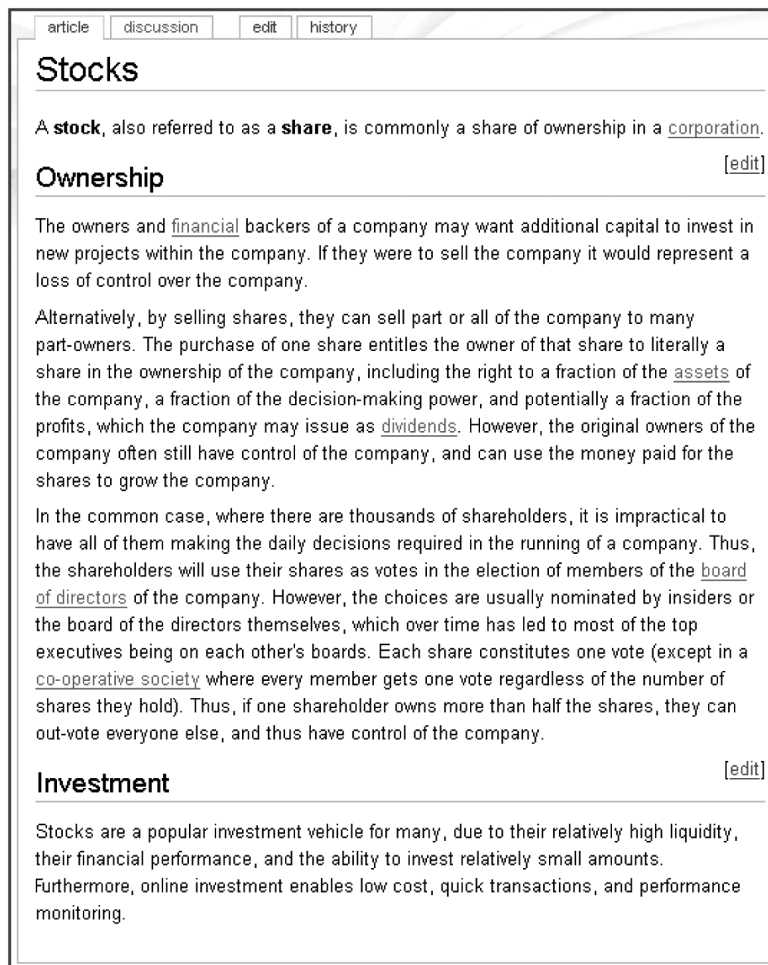 article discussion edit history
Stocks
A stock, also referred to as a share, is commonly a share of ownership in a corporation.
[edit]
Ownership
The owners and financial backers of a company may want additional capital to invest in
new projects within the company. If they were to sell the company it would represent a
loss of control over the company.
Alternatively, by selling shares, they can sell part or all of the company to many
part-owners. The purchase of one share entitles the owner of that share to literally a
share in the ownership of the company, including the right to a fraction of the assets of
the company, a fraction of the decision-making power, and potentially a fraction of the
profits, which the company may issue as dividends. However, the original owners of the
company often still have control of the company, and can use the money paid for the
shares to grow the company.
In the common case, where there are thousands of shareholders, it is impractical to
have all of them making the daily decisions required in the running of a company. Thus,
the shareholders will use their shares as votes in the election of members of the board
of directors of the company. However, the choices are usually nominated by insiders or
the board of the directors themselves, which over time has led to most of the top
executives being on each other's boards. Each share constitutes one vote (except in a
co-operative society where every member gets one vote regardless of the number of
shares they hold). Thus, if one shareholder owns more than half the shares, they can
out-vote everyone else, and thus have control of the company.
[edit]
Investment
Stocks are a popular investment vehicle for many, due to their relatively high liquidity,
their financial performance, and the ability to invest relatively small amounts.
Furthermore, online investment enables low cost, quick transactions, and performance
monitoring.